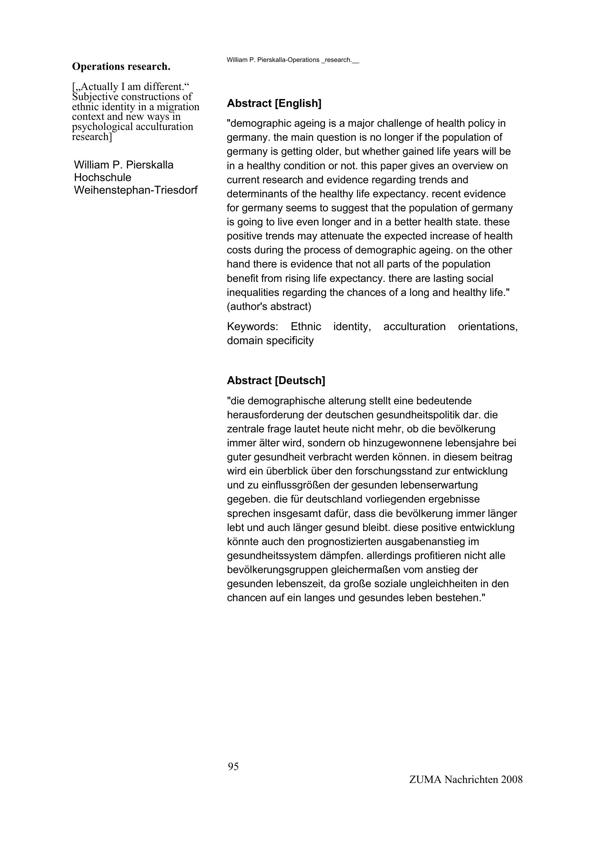 William P. Pierskalla-Operations _research.__
Operations research.
[„Actually I am different.“
Subjective constructions of
ethnic identity in a migration
context and new ways in
psychological acculturation
research]
William P. Pierskalla
Hochschule
Weihenstephan-Triesdorf
Abstract [English]
"demographic ageing is a major challenge of health policy in
germany. the main question is no longer if the population of
germany is getting older, but whether gained life years will be
in a healthy condition or not. this paper gives an overview on
current research and evidence regarding trends and
determinants of the healthy life expectancy. recent evidence
for germany seems to suggest that the population of germany
is going to live even longer and in a better health state. these
positive trends may attenuate the expected increase of health
costs during the process of demographic ageing. on the other
hand there is evidence that not all parts of the population
benefit from rising life expectancy. there are lasting social
inequalities regarding the chances of a long and healthy life."
(author's abstract)
Keywords: Ethnic identity, acculturation orientations,
domain specificity
Abstract [Deutsch]
"die demographische alterung stellt eine bedeutende
herausforderung der deutschen gesundheitspolitik dar. die
zentrale frage lautet heute nicht mehr, ob die bevölkerung
immer älter wird, sondern ob hinzugewonnene lebensjahre bei
guter gesundheit verbracht werden können. in diesem beitrag
wird ein überblick über den forschungsstand zur entwicklung
und zu einflussgrößen der gesunden lebenserwartung
gegeben. die für deutschland vorliegenden ergebnisse
sprechen insgesamt dafür, dass die bevölkerung immer länger
lebt und auch länger gesund bleibt. diese positive entwicklung
könnte auch den prognostizierten ausgabenanstieg im
gesundheitssystem dämpfen. allerdings profitieren nicht alle
bevölkerungsgruppen gleichermaßen vom anstieg der
gesunden lebenszeit, da große soziale ungleichheiten in den
chancen auf ein langes und gesundes leben bestehen."
95
ZUMA Nachrichten 2008